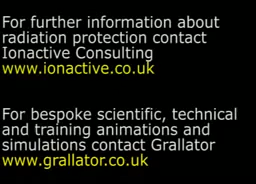 For further information about
radiation protection contact
Ionactive Consulting
www.ionactive.co.uk
For bespoke scientific, technical
and training animations and
simulations contact Grallator
www.grallator.co.uk